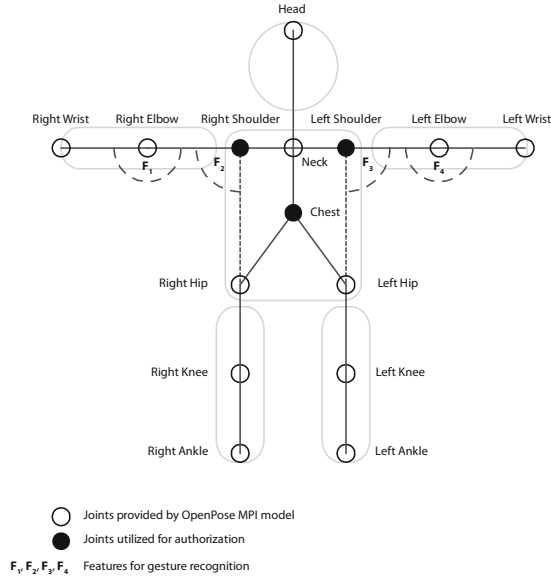 Head
Right Wrist Right Elbow Right Shoulder Left Shoulder Left Elbow Left Wrist
F1 F2 Neck F3 F4
Chest
Right Hip Left Hip
Right Knee Left Knee
Right Ankle Left Ankle
Joints provided by OpenPose MPI model
Joints utilized for authorization
F1, F2, F3, F4 Features for gesture recognition